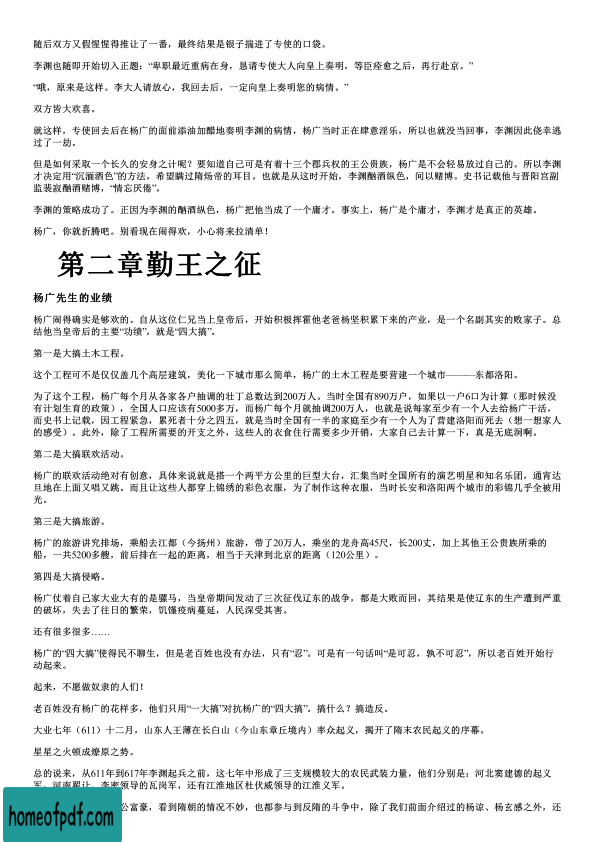 随后双方又假惺惺得推让了一番，最终结果是银子揣进了专使的口袋。
李渊也随即开始切入正题：“卑职最近重病在身，恳请专使大人向皇上奏明，等臣痊愈之后，再行赴京。”
“哦，原来是这样。李大人请放心，我回去后，一定向皇上奏明您的病情。”
双方皆大欢喜。
就这样，专使回去后在杨广的面前添油加醋地奏明李渊的病情，杨广当时正在肆意淫乐，所以也就没当回事，李渊因此侥幸逃
过了一劫。
但是如何采取一个长久的安身之计呢？要知道自己可是有着十三个郡兵权的王公贵族，杨广是不会轻易放过自己的。所以李渊
才决定用“沉湎酒色”的方法，希望瞒过隋炀帝的耳目。也就是从这时开始，李渊酗酒纵色，间以赌博。史书记载他与晋阳宫副
监裴寂酗酒赌博，“情忘厌倦”。
李渊的策略成功了。正因为李渊的酗酒纵色，杨广把他当成了一个庸才。事实上，杨广是个庸才，李渊才是真正的英雄。
杨广，你就折腾吧。别看现在闹得欢，小心将来拉清单！
第二章勤王之征
杨广先生的业绩
杨广闹得确实是够欢的。自从这位仁兄当上皇帝后，开始积极挥霍他老爸杨坚积累下来的产业，是一个名副其实的败家子。总
结他当皇帝后的主要“功绩”，就是“四大搞”。
第一是大搞土木工程。
这个工程可不是仅仅盖几个高层建筑，美化一下城市那么简单，杨广的土木工程是要营建一个城市———东都洛阳。
为了这个工程，杨广每个月从各家各户抽调的壮丁总数达到200万人。当时全国有890万户，如果以一户6口为计算（那时候没
有计划生育的政策），全国人口应该有5000多万，而杨广每个月就抽调200万人，也就是说每家至少有一个人去给杨广干活，
而史书上记载，因工程紧急，累死者十分之四五，就是当时全国有一半的家庭至少有一个人为了营建洛阳而死去（想一想家人
的感受）。此外，除了工程所需要的开支之外，这些人的衣食住行需要多少开销，大家自己去计算一下，真是无底洞啊。
第二是大搞联欢活动。
杨广的联欢活动绝对有创意，具体来说就是搭一个两平方公里的巨型大台，汇集当时全国所有的演艺明星和知名乐团，通宵达
旦地在上面又唱又跳。而且让这些人都穿上锦绣的彩色衣服，为了制作这种衣服，当时长安和洛阳两个城市的彩锦几乎全被用
光。
第三是大搞旅游。
杨广的旅游讲究排场，乘船去江都（今扬州）旅游，带了20万人，乘坐的龙舟高45尺，长200丈，加上其他王公贵族所乘的
船，一共5200多艘，前后排在一起的距离，相当于天津到北京的距离（120公里）。
第四是大搞侵略。
杨广仗着自己家大业大有的是骡马，当皇帝期间发动了三次征伐辽东的战争，都是大败而回，其结果是使辽东的生产遭到严重
的破坏，失去了往日的繁荣，饥馑疫病蔓延，人民深受其害。
还有很多很多……
杨广的“四大搞”使得民不聊生，但是老百姓也没有办法，只有“忍”。可是有一句话叫“是可忍，孰不可忍”，所以老百姓开始行
动起来。
起来，不愿做奴隶的人们！
老百姓没有杨广的花样多，他们只用“一大搞”对抗杨广的“四大搞”。搞什么？搞造反。
大业七年（611）十二月，山东人王薄在长白山（今山东章丘境内）率众起义，揭开了隋末农民起义的序幕。
星星之火顿成燎原之势。
总的说来，从611年到617年李渊起兵之前，这七年中形成了三支规模较大的农民武装力量，他们分别是：河北窦建德的起义
军，河南翟让、李密领导的瓦岗军，还有江淮地区杜伏威领导的江淮义军。
公富豪，看到隋朝的情况不妙，也都参与到反隋的斗争中，除了我们前面介绍过的杨谅、杨玄感之外，还
homeofpdf.com